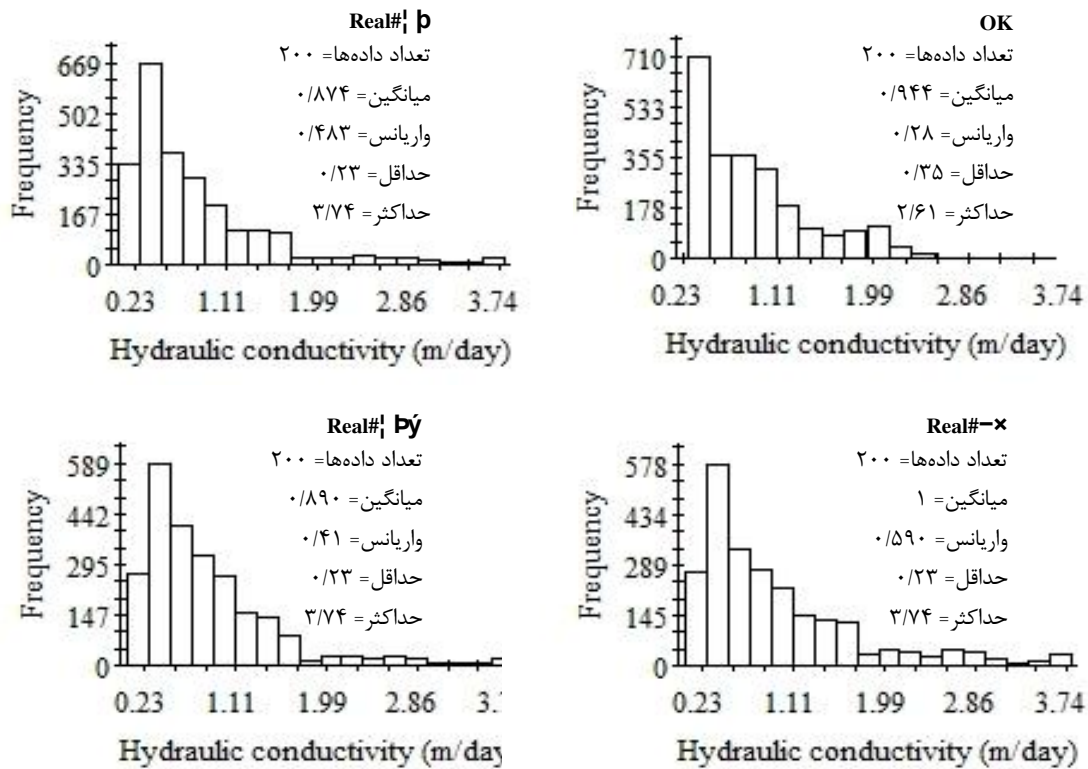 Real#¦ þ
تعداد داده‌ها= ۲۰۰
میانگین= ۰/۸۷۴
واریانس= ۰/۴۸۳
حداقل= ۰/۲۳
حداکثر= ۳/۷۴
Frequency
669
502
335
167
0
0.23 1.11 1.99 2.86 3.74
Hydraulic conductivity (m/day)
OK
تعداد داده‌ها= ۲۰۰
میانگین= ۰/۹۴۴
واریانس= ۰/۲۸
حداقل= ۰/۳۵
حداکثر= ۲/۶۱
Frequency
710
533
355
178
0
0.23 1.11 1.99 2.86 3.74
Hydraulic conductivity (m/day)
Real#¦ Þý
تعداد داده‌ها= ۲۰۰
میانگین= ۰/۸۹۰
واریانس= ۰/۴۱
حداقل= ۰/۲۳
حداکثر= ۳/۷۴
Frequency
589
442
295
147
0
0.23 1.11 1.99 2.86 3.
Hydraulic conductivity (m/day
Real#−×
تعداد داده‌ها= ۲۰۰
میانگین= ۱
واریانس= ۰/۵۹۰
حداقل= ۰/۲۳
حداکثر= ۳/۷۴
Frequency
578
434
289
145
0
0.23 1.11 1.99 2.86 3.74
Hydraulic conductivity (m/day)